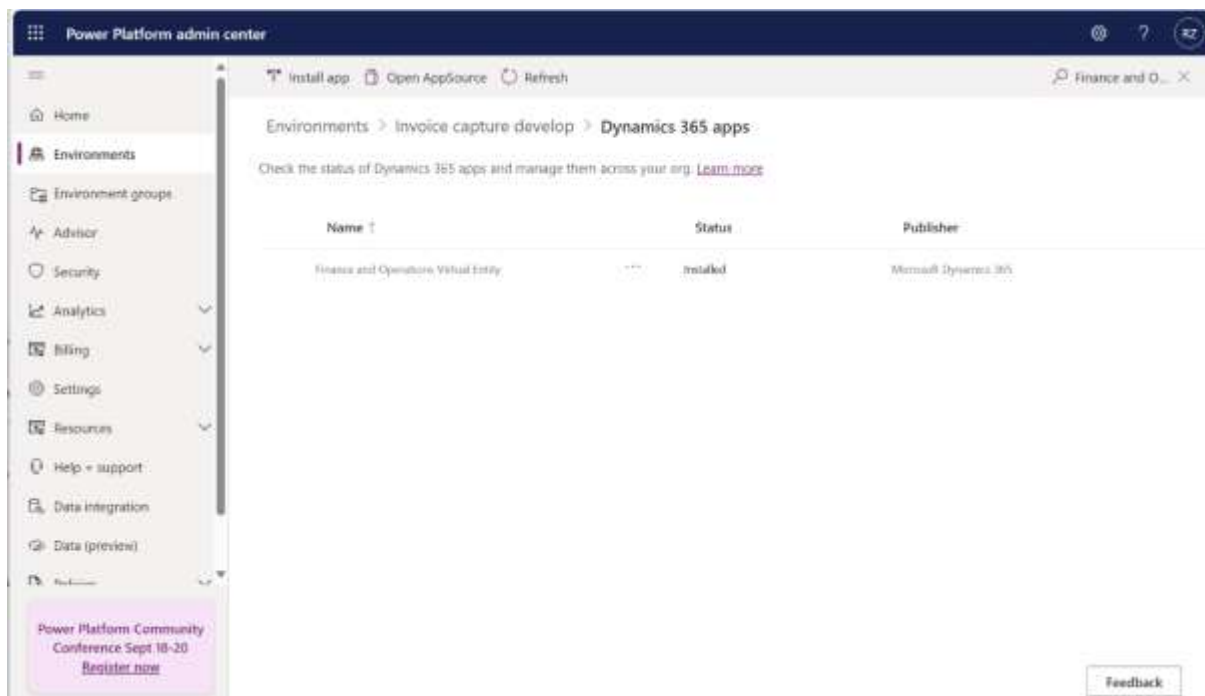 Power Platform admin center
?
RZ
Install app
Open AppSource
Refresh
Finance and O...
Home
Environments
Environment groups
Advisor
Security
Analytics
Billing
Settings
Resources
Help + support
Data integration
Data (preview)
Environments > Invoice capture develop > Dynamics 365 apps
Check the status of Dynamics 365 apps and manage them across your org. Learn more
Name ↑
Status
Publisher
Finance and Operations Virtual Entity
...
Installed
Microsoft Dynamics 365
Power Platform Community
Conference Sept 18-20
Register now
Feedback